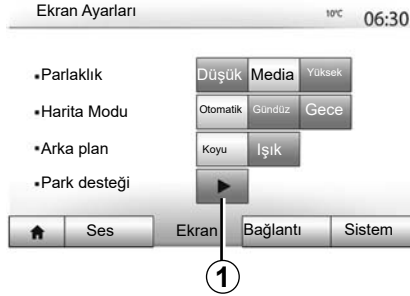 Ekran Ayarları 10°C 06:30
▪Parlaklık Düşük Media Yüksek
▪Harita Modu Otomatik Gündüz Gece
▪Arka plan Koyu Işık
▪Park desteği
Ses Ekran Bağlantı Sistem
1